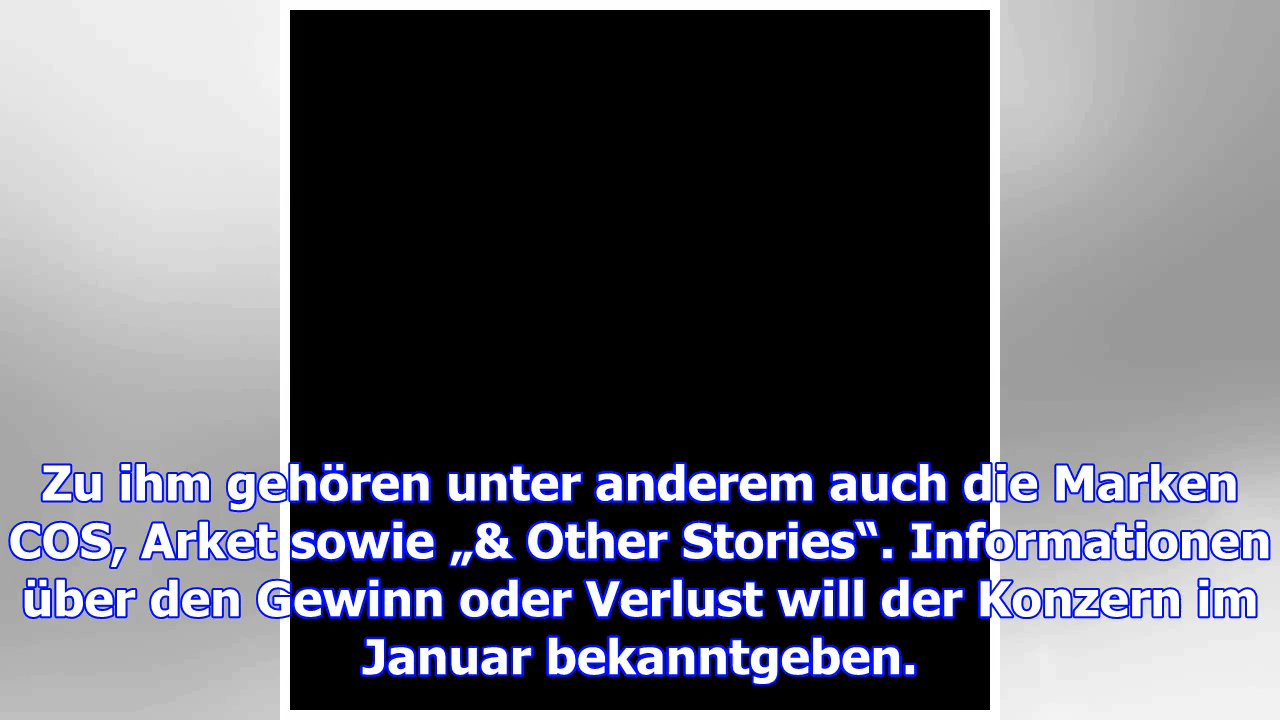 Zu ihm gehören unter anderem auch die Marken
COS, Arket sowie „& Other Stories“. Informationen
über den Gewinn oder Verlust will der Konzern im
Januar bekanntgeben.